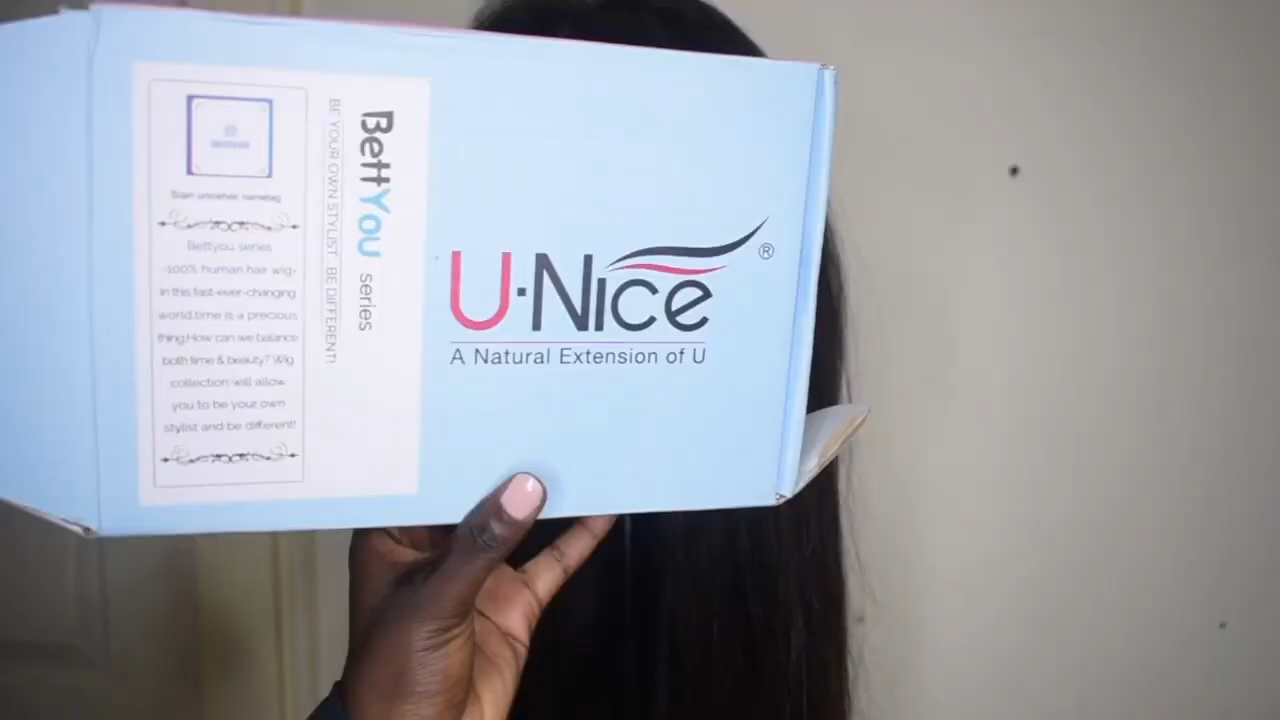 BettYou series
BE YOUR OWN STYLIST BE DIFFERENT!
Bettyou series
-100% human hair wig-
In this fast-ever-changing
world,time is a precious
thing.How can we balance
both time & beauty? Wig
collection will allow
you to be your own
stylist and be different!
U·Nice®
A Natural Extension of U